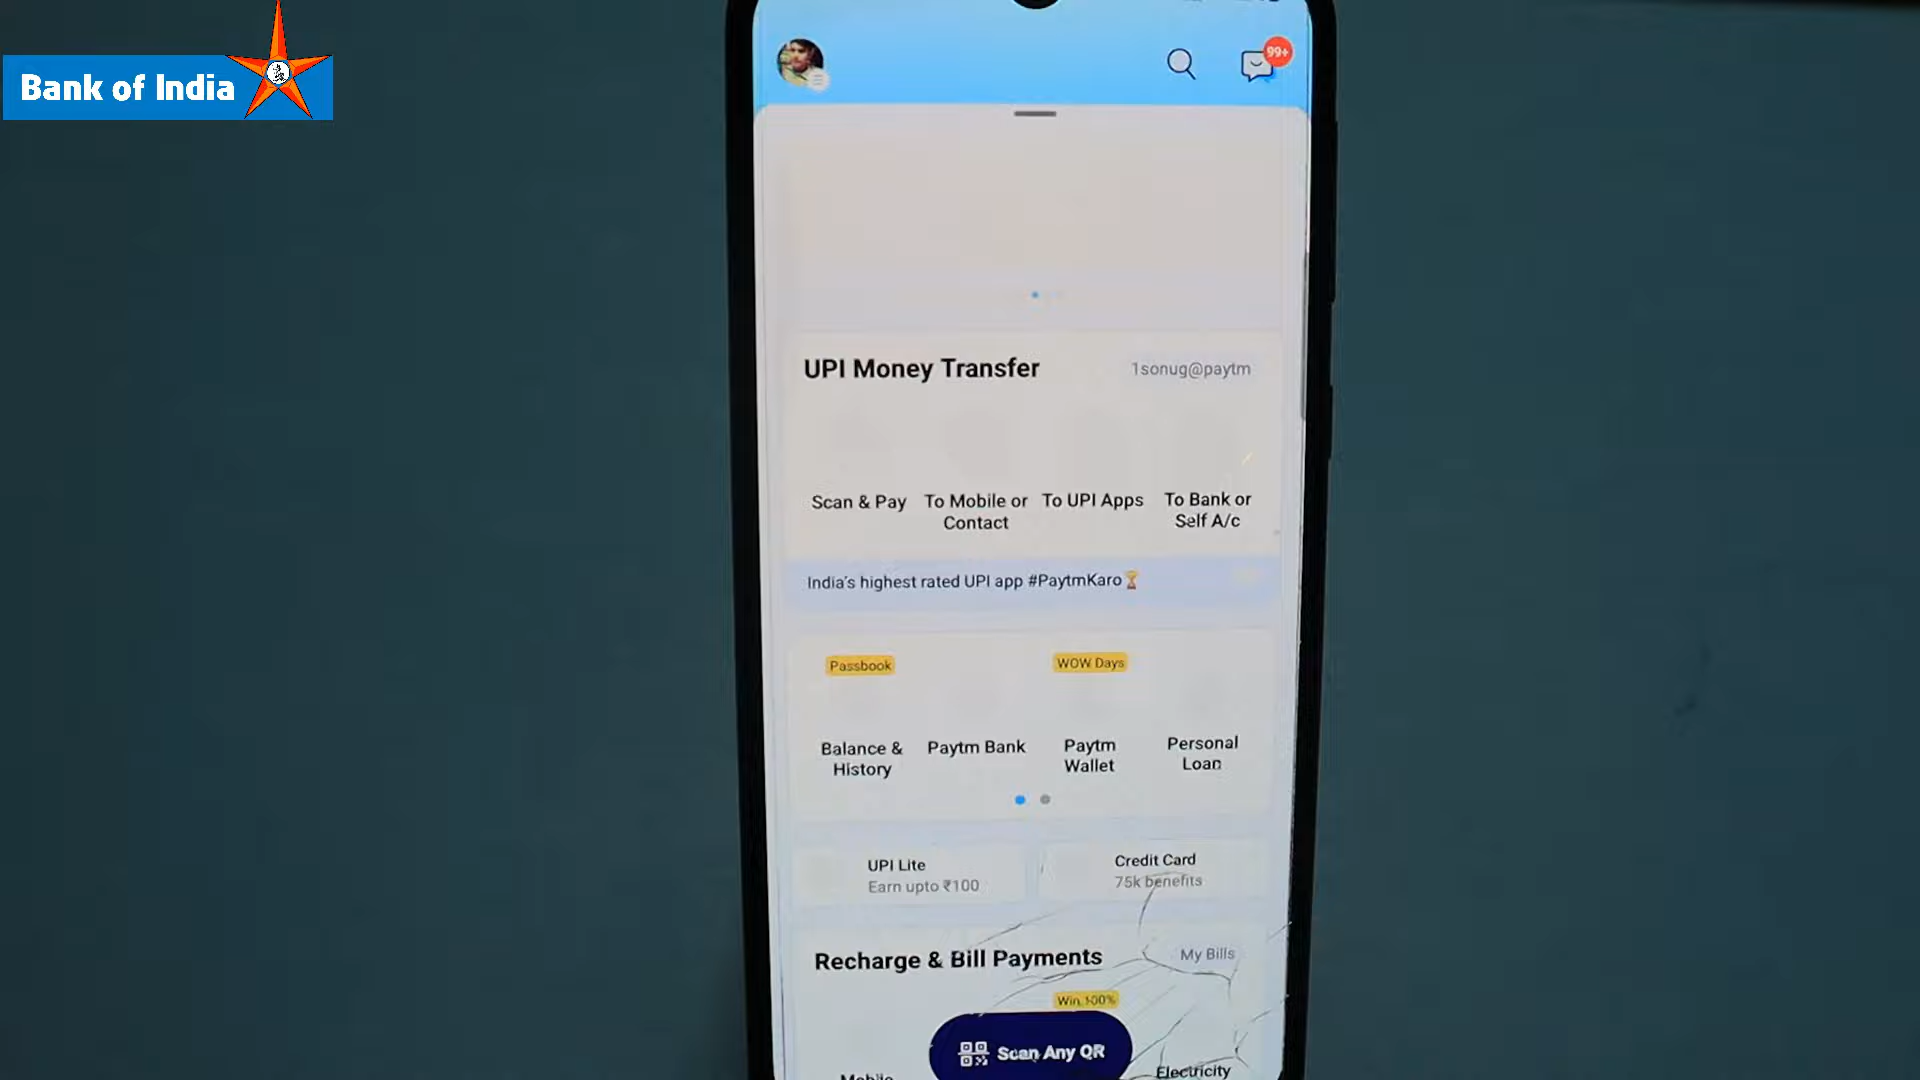 Bank of India
99+
UPI Money Transfer
1sonug@paytm
Scan & Pay
To Mobile or
Contact
To UPI Apps
To Bank or
Self A/c
India's highest rated UPI app #PaytmKaro⏳
Passbook
WOW Days
Balance &
History
Paytm Bank
Paytm
Wallet
Personal
Loan
UPI Lite
Earn upto ₹100
Credit Card
75k benefits
Recharge & Bill Payments
My Bills
Win 100%
Scan Any QR
Mobile
Electricity